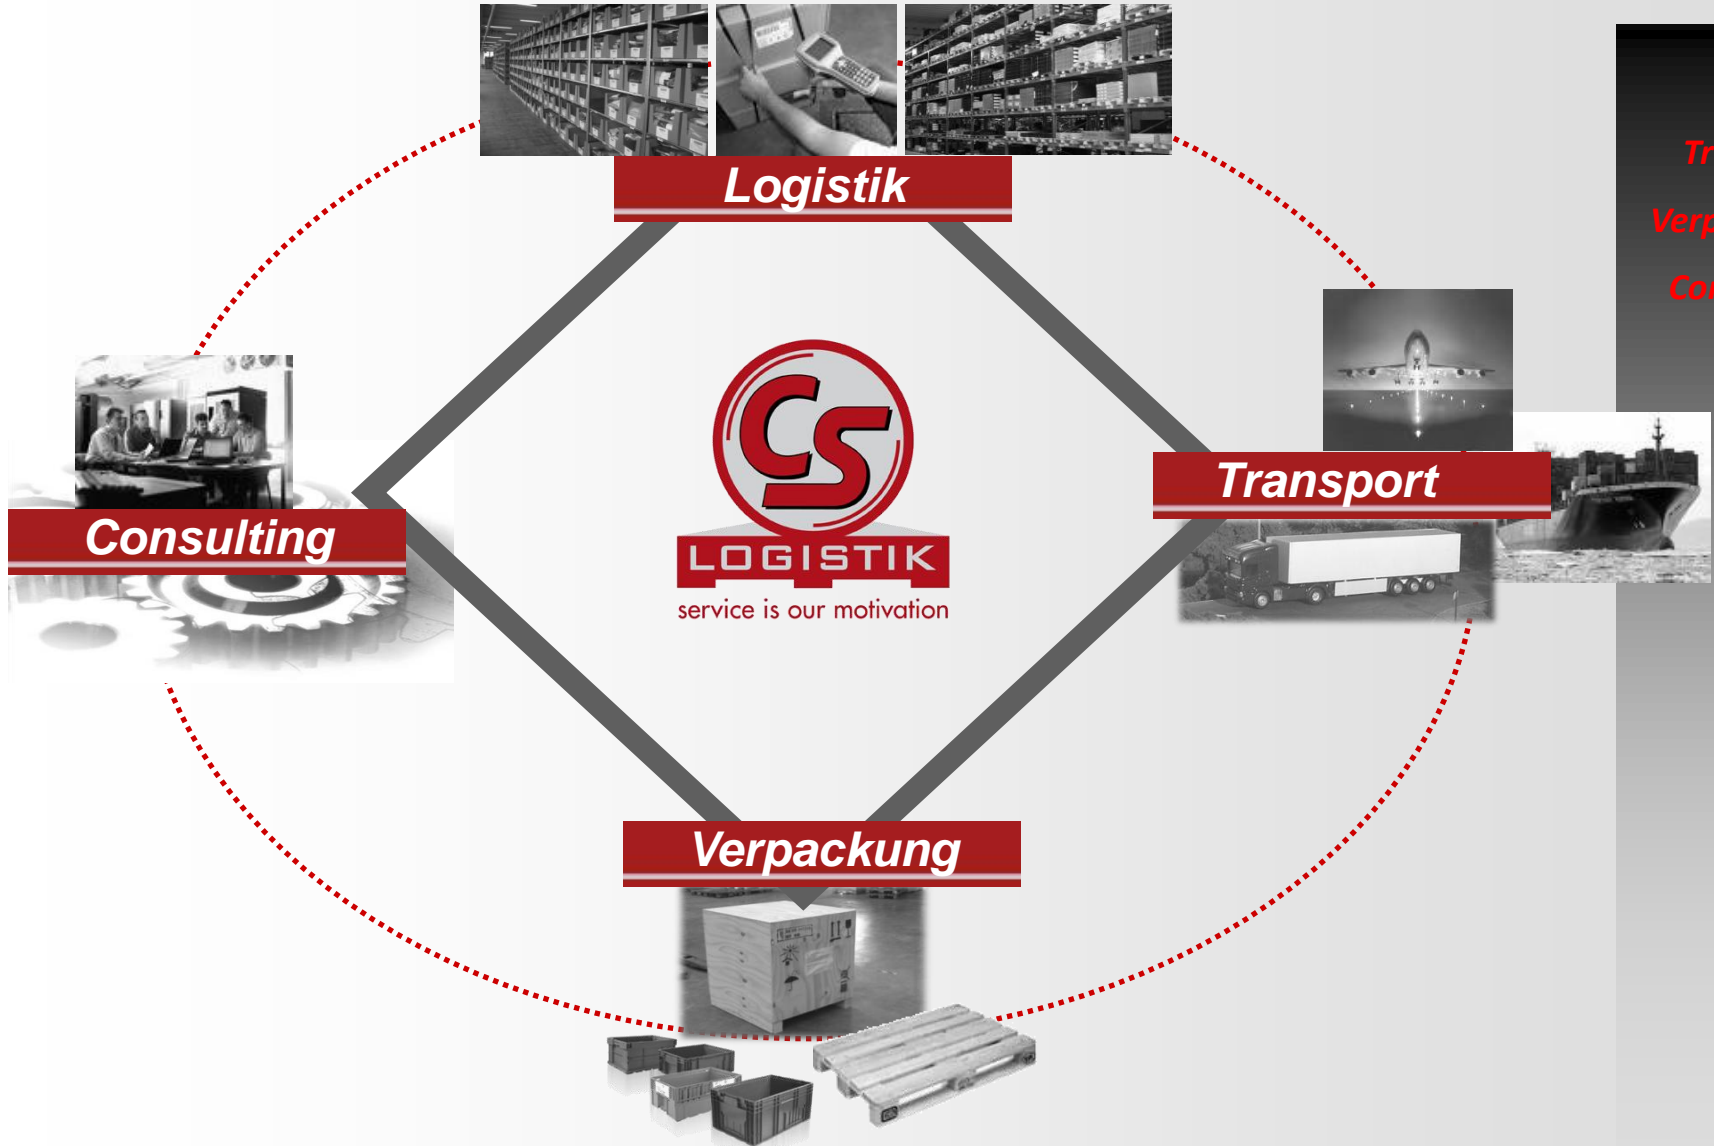 Logistik
Transport
CS
LOGISTIK
service is our motivation
Consulting
Verpackung